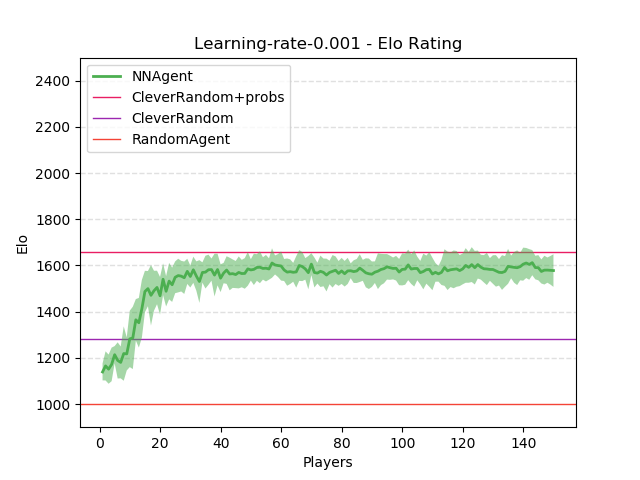 Learning-rate-0.001 - Elo Rating
NNAgent
CleverRandom+probs
CleverRandom
RandomAgent
2400
2200
2000
1800
1600
1400
1200
1000
Elo
0 20 40 60 80 100 120 140
Players